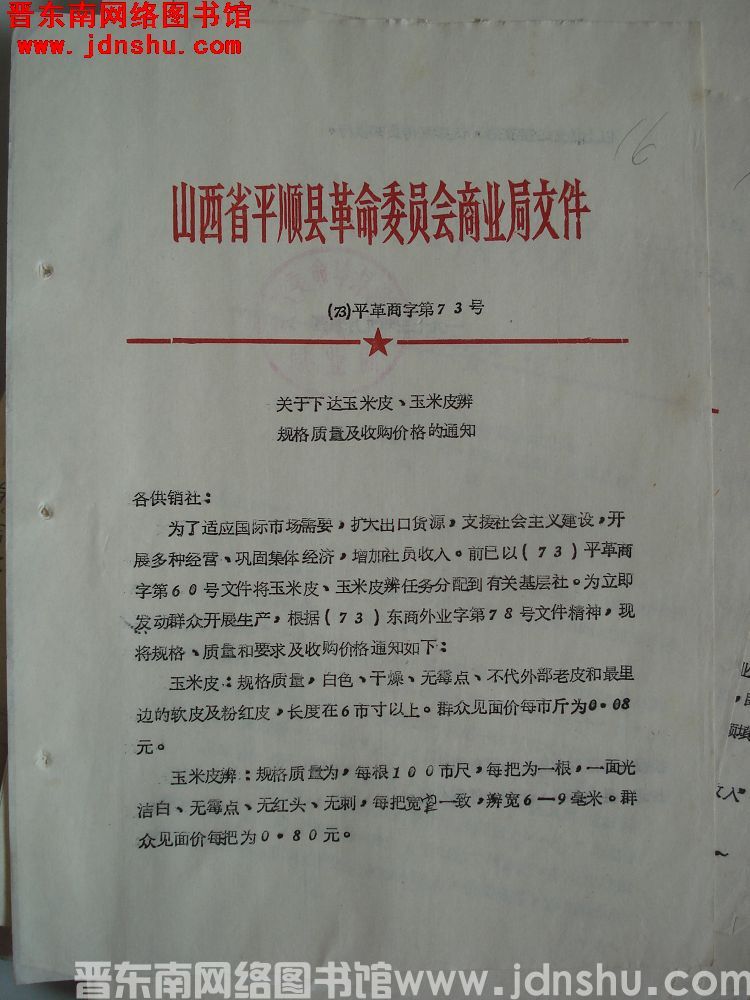 晋东南网络图书馆
www.jdnshu.com
16
山西省平顺县革命委员会商业局文件
(73)平革商字第73号
关于下达玉米皮、玉米皮辨
规格质量及收购价格的通知
各供销社：
为了适应国际市场需要，扩大出口货源，支援社会主义建设，开
展多种经营、巩固集体经济，增加社员收入。前已以(73)平革商
字第60号文件将玉米皮、玉米皮辨任务分配到有关基层社。为立即
发动群众开展生产，根据(73)东商外业字第78号文件精神，现
将规格、质量和要求及收购价格通知如下：
玉米皮：规格质量，白色、干燥、无霉点、不代外部老皮和最里
边的软皮及粉红皮，长度在6市寸以上。群众见面价每市斤为0.08
元。
玉米皮辨：规格质量为，每根100市尺，每把为一根，一面光
洁白、无霉点、无红头、无刺，每把宽窄一致，辨宽6—9毫米。群
众见面价每把为0.80元。
晋东南网络图书馆www.jdnshu.com